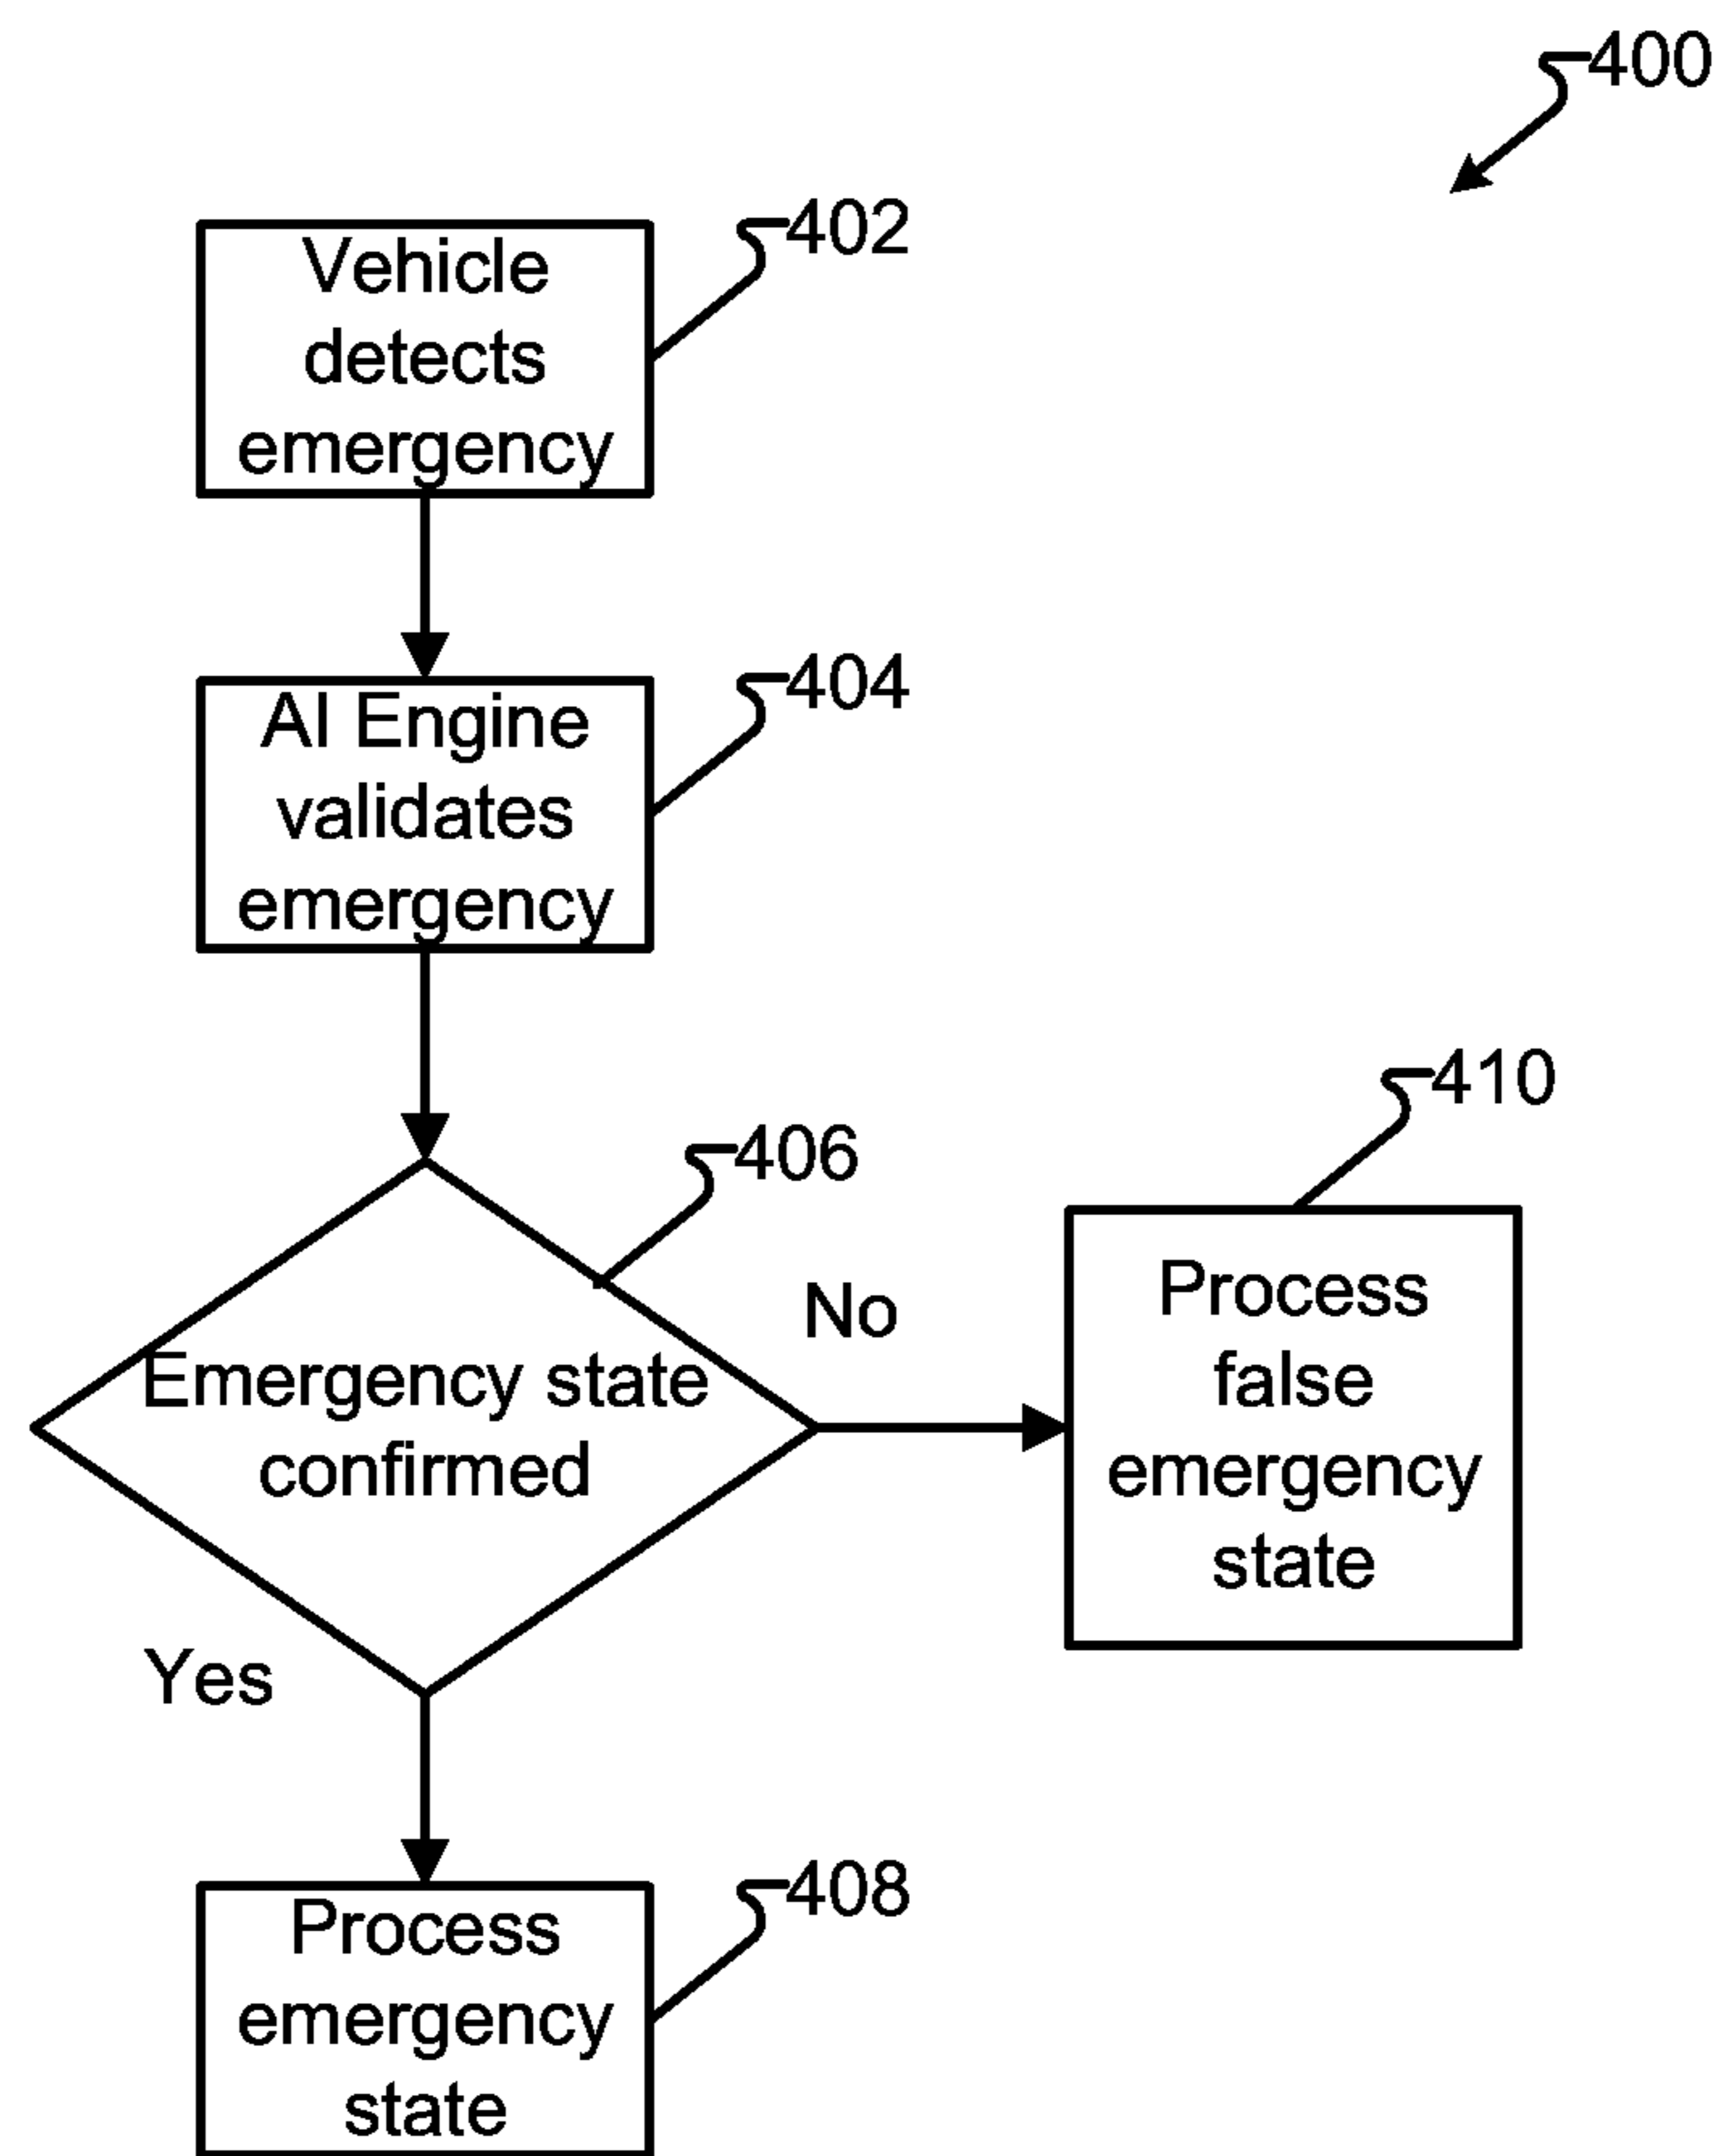 400
402
Vehicle
detects
emergency
404
AI Engine
validates
emergency
406
Emergency state
confirmed
No
410
Process
false
emergency
state
Yes
408
Process
emergency
state